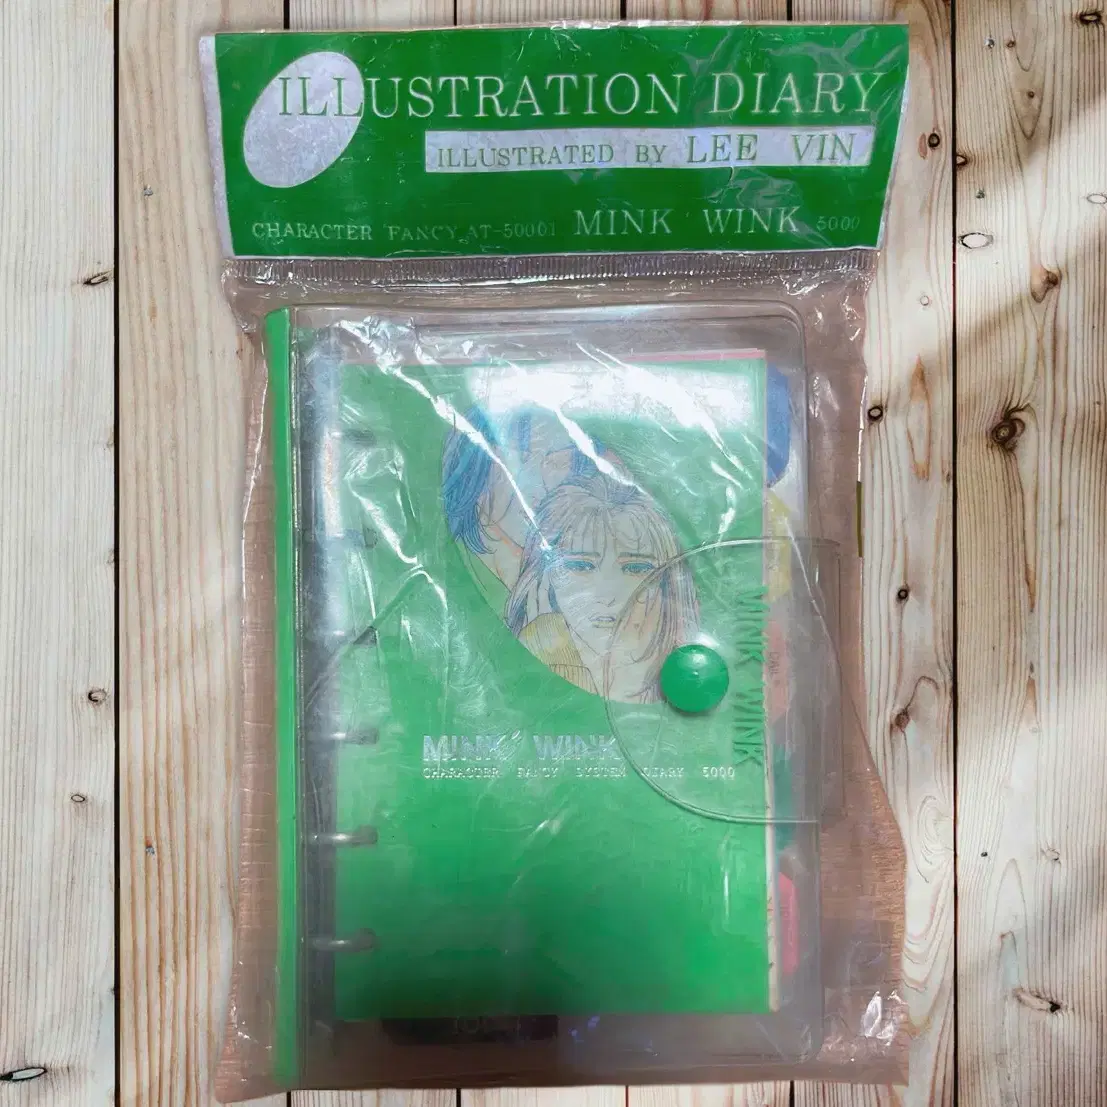 ILLUSTRATION DIARY
ILLUSTRATED BY LEE VIN
CHARACTER FANCY AT-50001 MINK WINK 5000
MINK WINK
MINK WINK
CHARACTER FANCY SYSTEM DIARY 5000